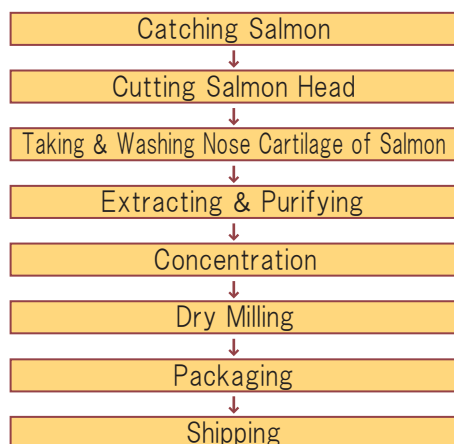 Catching Salmon
Cutting Salmon Head
Taking & Washing Nose Cartilage of Salmon
Extracting & Purifying
Concentration
Dry Milling
Packaging
Shipping